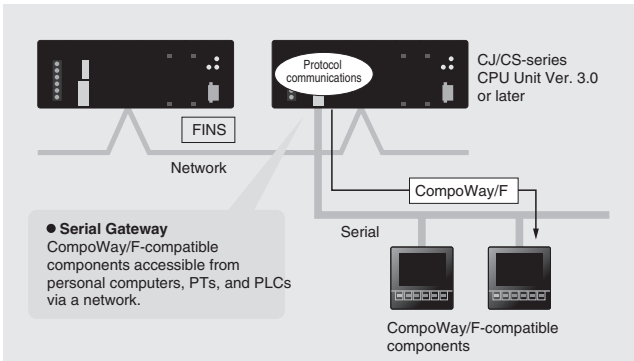 Protocol
communications
CJ/CS-series
CPU Unit Ver. 3.0
or later
FINS
Network
CompoWay/F
● Serial Gateway
CompoWay/F-compatible
components accessible from
personal computers, PTs, and PLCs
via a network.
Serial
CompoWay/F-compatible
components